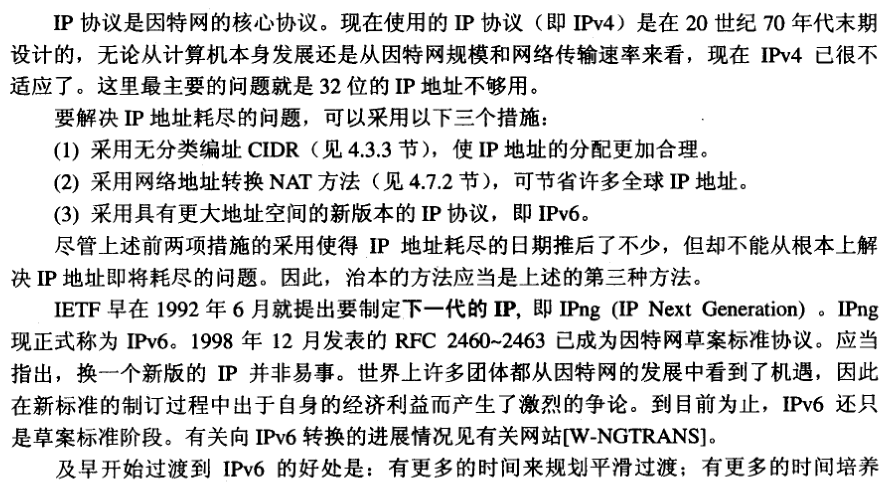 IP 协议是因特网的核心协议。现在使用的 IP 协议（即 IPv4）是在 20 世纪 70 年代末期
设计的，无论从计算机本身发展还是从因特网规模和网络传输速率来看，现在 IPv4 已很不
适应了。这里最主要的问题就是 32 位的 IP 地址不够用。
要解决 IP 地址耗尽的问题，可以采用以下三个措施：
(1) 采用无分类编址 CIDR（见 4.3.3 节），使 IP 地址的分配更加合理。
(2) 采用网络地址转换 NAT 方法（见 4.7.2 节），可节省许多全球 IP 地址。
(3) 采用具有更大地址空间的新版本的 IP 协议，即 IPv6。
尽管上述前两项措施的采用使得 IP 地址耗尽的日期推后了不少，但却不能从根本上解
决 IP 地址即将耗尽的问题。因此，治本的方法应当是上述的第三种方法。
IETF 早在 1992 年 6 月就提出要制定下一代的 IP, 即 IPng (IP Next Generation) 。IPng
现正式称为 IPv6。1998 年 12 月发表的 RFC 2460~2463 已成为因特网草案标准协议。应当
指出，换一个新版的 IP 并非易事。世界上许多团体都从因特网的发展中看到了机遇，因此
在新标准的制订过程中出于自身的经济利益而产生了激烈的争论。到目前为止，IPv6 还只
是草案标准阶段。有关向 IPv6 转换的进展情况见有关网站[W-NGTRANS]。
及早开始过渡到 IPv6 的好处是：有更多的时间来规划平滑过渡；有更多的时间培养